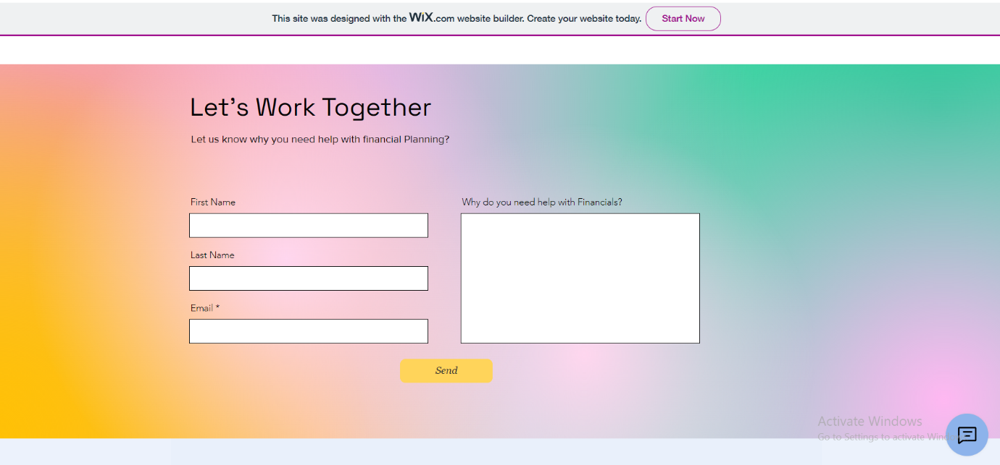 This site was designed with the WiX.com website builder. Create your website today. Start Now
Let's Work Together
Let us know why you need help with financial Planning?
First Name
Why do you need help with Financials?
Last Name
Email *
Send
Activate Windows
Go to Settings to activate